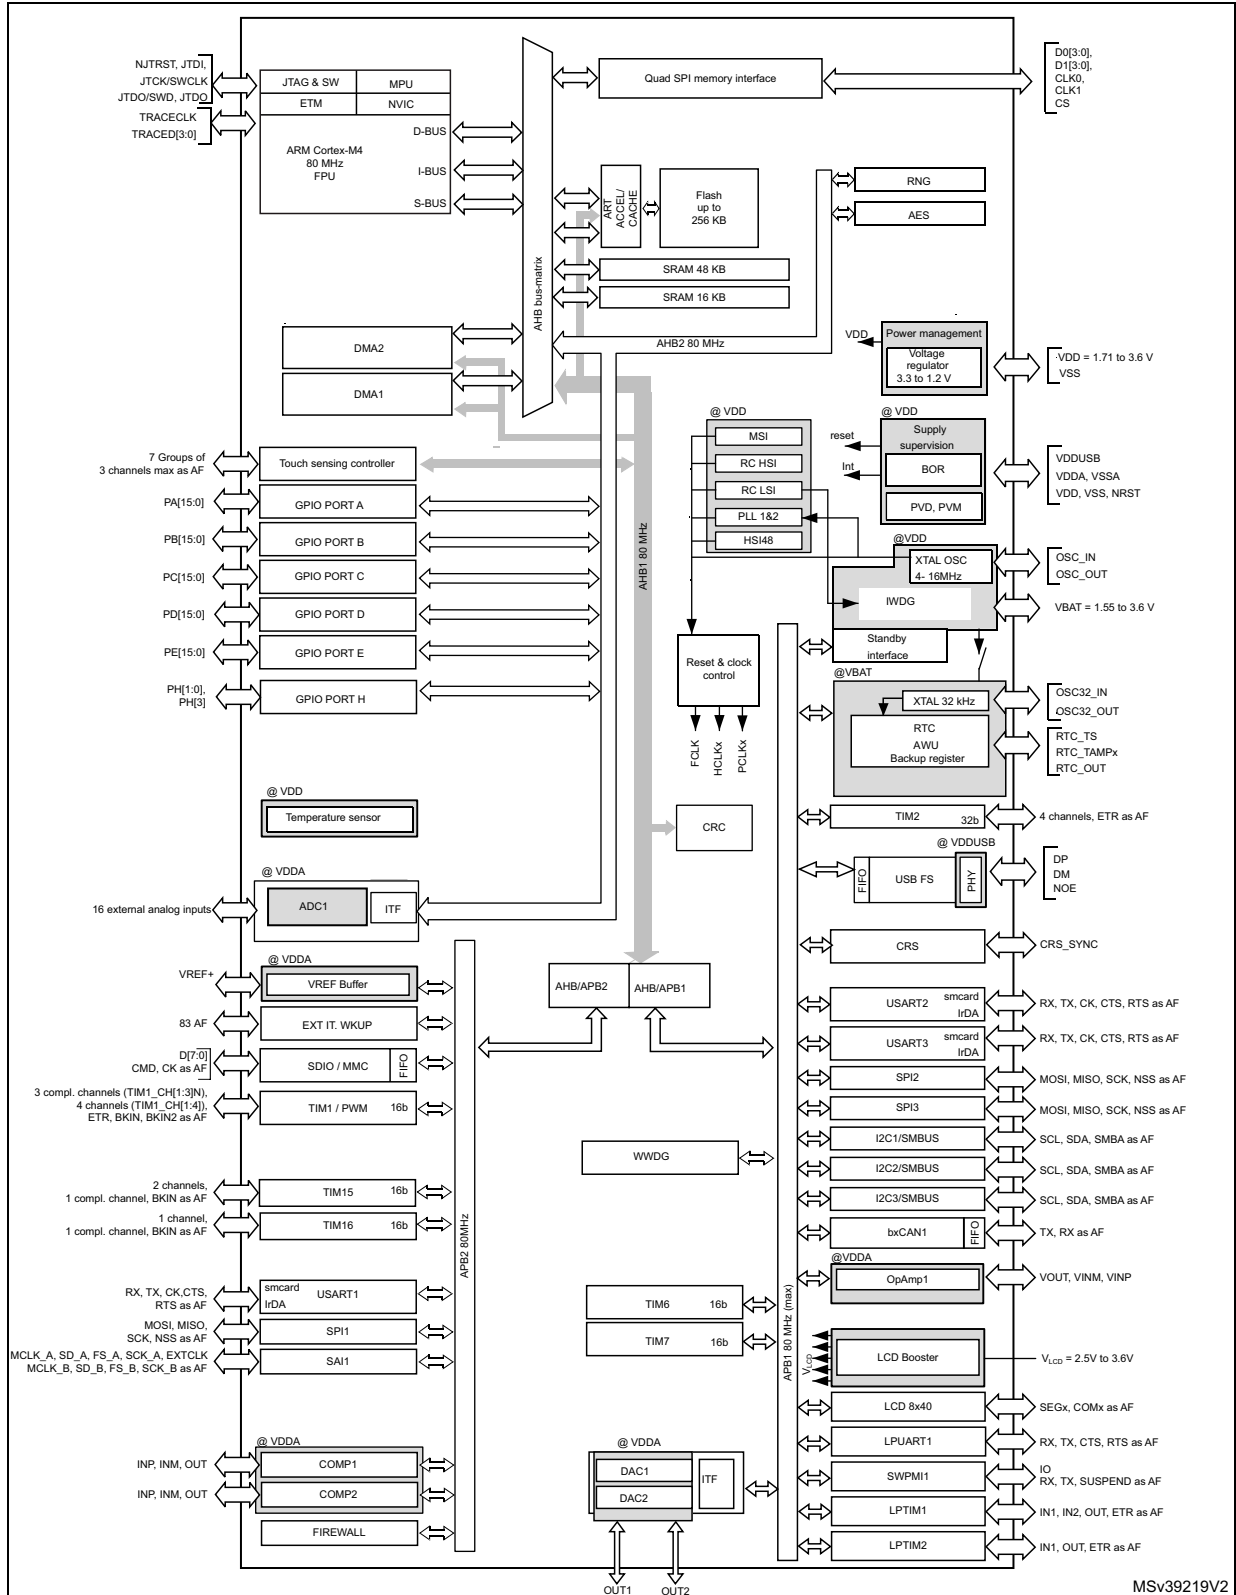 NJTRST, JTDI,
JTCK/SWCLK
JTDO/SWD, JTDO
TRACECLK
TRACED[3:0]
JTAG & SW
MPU
ETM
NVIC
ARM Cortex-M4
80 MHz
FPU
D-BUS
I-BUS
S-BUS
AHB bus-matrix
Quad SPI memory interface
D0[3:0],
D1[3:0],
CLK0,
CLK1
CS
ART
ACCEL/
CACHE
Flash
up to
256 KB
RNG
AES
SRAM 48 KB
SRAM 16 KB
AHB2 80 MHz
DMA2
DMA1
VDD
Power management
Voltage
regulator
3.3 to 1.2 V
VDD = 1.71 to 3.6 V
VSS
@ VDD
MSI
RC HSI
RC LSI
PLL 1&2
HSI48
@ VDD
reset
Int
Supply
supervision
BOR
PVD, PVM
VDDUSB
VDDA, VSSA
VDD, VSS, NRST
7 Groups of
3 channels max as AF
Touch sensing controller
PA[15:0]
GPIO PORT A
PB[15:0]
GPIO PORT B
PC[15:0]
GPIO PORT C
PD[15:0]
GPIO PORT D
PE[15:0]
GPIO PORT E
PH[1:0],
PH[3]
GPIO PORT H
AHB1 80 MHz
@VDD
XTAL OSC
4- 16MHz
IWDG
OSC_IN
OSC_OUT
VBAT = 1.55 to 3.6 V
Standby
interface
Reset & clock
control
FCLK
HCLKx
PCLKx
@VBAT
XTAL 32 kHz
RTC
AWU
Backup register
OSC32_IN
OSC32_OUT
RTC_TS
RTC_TAMPx
RTC_OUT
@ VDD
Temperature sensor
CRC
TIM2
32b
4 channels, ETR as AF
@ VDDUSB
FIFO
USB FS
PHY
DP
DM
NOE
@ VDDA
16 external analog inputs
ADC1
ITF
CRS
CRS_SYNC
@ VDDA
VREF+
VREF Buffer
AHB/APB2
AHB/APB1
83 AF
EXT IT. WKUP
D[7:0]
CMD, CK as AF
SDIO / MMC
FIFO
3 compl. channels (TIM1_CH[1:3]N),
4 channels (TIM1_CH[1:4]),
ETR, BKIN, BKIN2 as AF
TIM1 / PWM
16b
USART2
smcard
IrDA
RX, TX, CK, CTS, RTS as AF
USART3
smcard
IrDA
RX, TX, CK, CTS, RTS as AF
SPI2
MOSI, MISO, SCK, NSS as AF
SPI3
MOSI, MISO, SCK, NSS as AF
I2C1/SMBUS
SCL, SDA, SMBA as AF
WWDG
I2C2/SMBUS
SCL, SDA, SMBA as AF
I2C3/SMBUS
SCL, SDA, SMBA as AF
2 channels,
1 compl. channel, BKIN as AF
TIM15
16b
1 channel,
1 compl. channel, BKIN as AF
TIM16
16b
APB2 80MHz
bxCAN1
FIFO
TX, RX as AF
@VDDA
OpAmp1
VOUT, VINM, VINP
RX, TX, CK,CTS,
RTS as AF
smcard
IrDA
USART1
TIM6
16b
MOSI, MISO,
SCK, NSS as AF
SPI1
TIM7
16b
MCLK_A, SD_A, FS_A, SCK_A, EXTCLK
MCLK_B, SD_B, FS_B, SCK_B as AF
SAI1
APB1 80 MHz (max)
VLCD
LCD Booster
VLCD = 2.5V to 3.6V
LCD 8x40
SEGx, COMx as AF
@ VDDA
INP, INM, OUT
COMP1
INP, INM, OUT
COMP2
FIREWALL
@ VDDA
DAC1
DAC2
ITF
LPUART1
RX, TX, CTS, RTS as AF
SWPMI1
IO
RX, TX, SUSPEND as AF
LPTIM1
IN1, IN2, OUT, ETR as AF
LPTIM2
IN1, OUT, ETR as AF
OUT1
OUT2
MSv39219V2